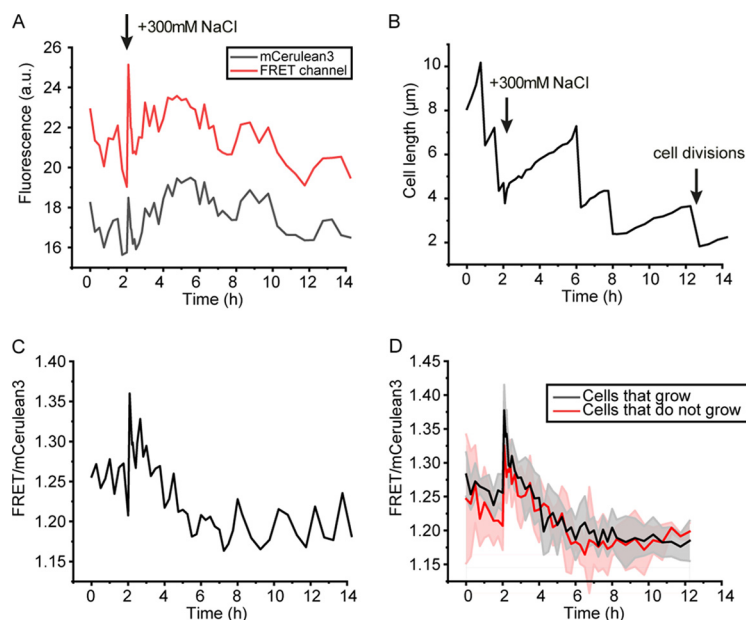 A
+300mM NaCl
mCerulean3
FRET channel
Fluorescence (a.u.)
26
24
22
20
18
16
0 2 4 6 8 10 12 14
Time (h)
B
+300mM NaCl
cell divisions
Cell length (µm)
10
8
6
4
2
0 2 4 6 8 10 12 14
Time (h)
C
FRET/mCerulean3
1.40
1.35
1.30
1.25
1.20
1.15
0 2 4 6 8 10 12 14
Time (h)
D
Cells that grow
Cells that do not grow
FRET/mCerulean3
1.45
1.40
1.35
1.30
1.25
1.20
1.15
0 2 4 6 8 10 12 14
Time (h)